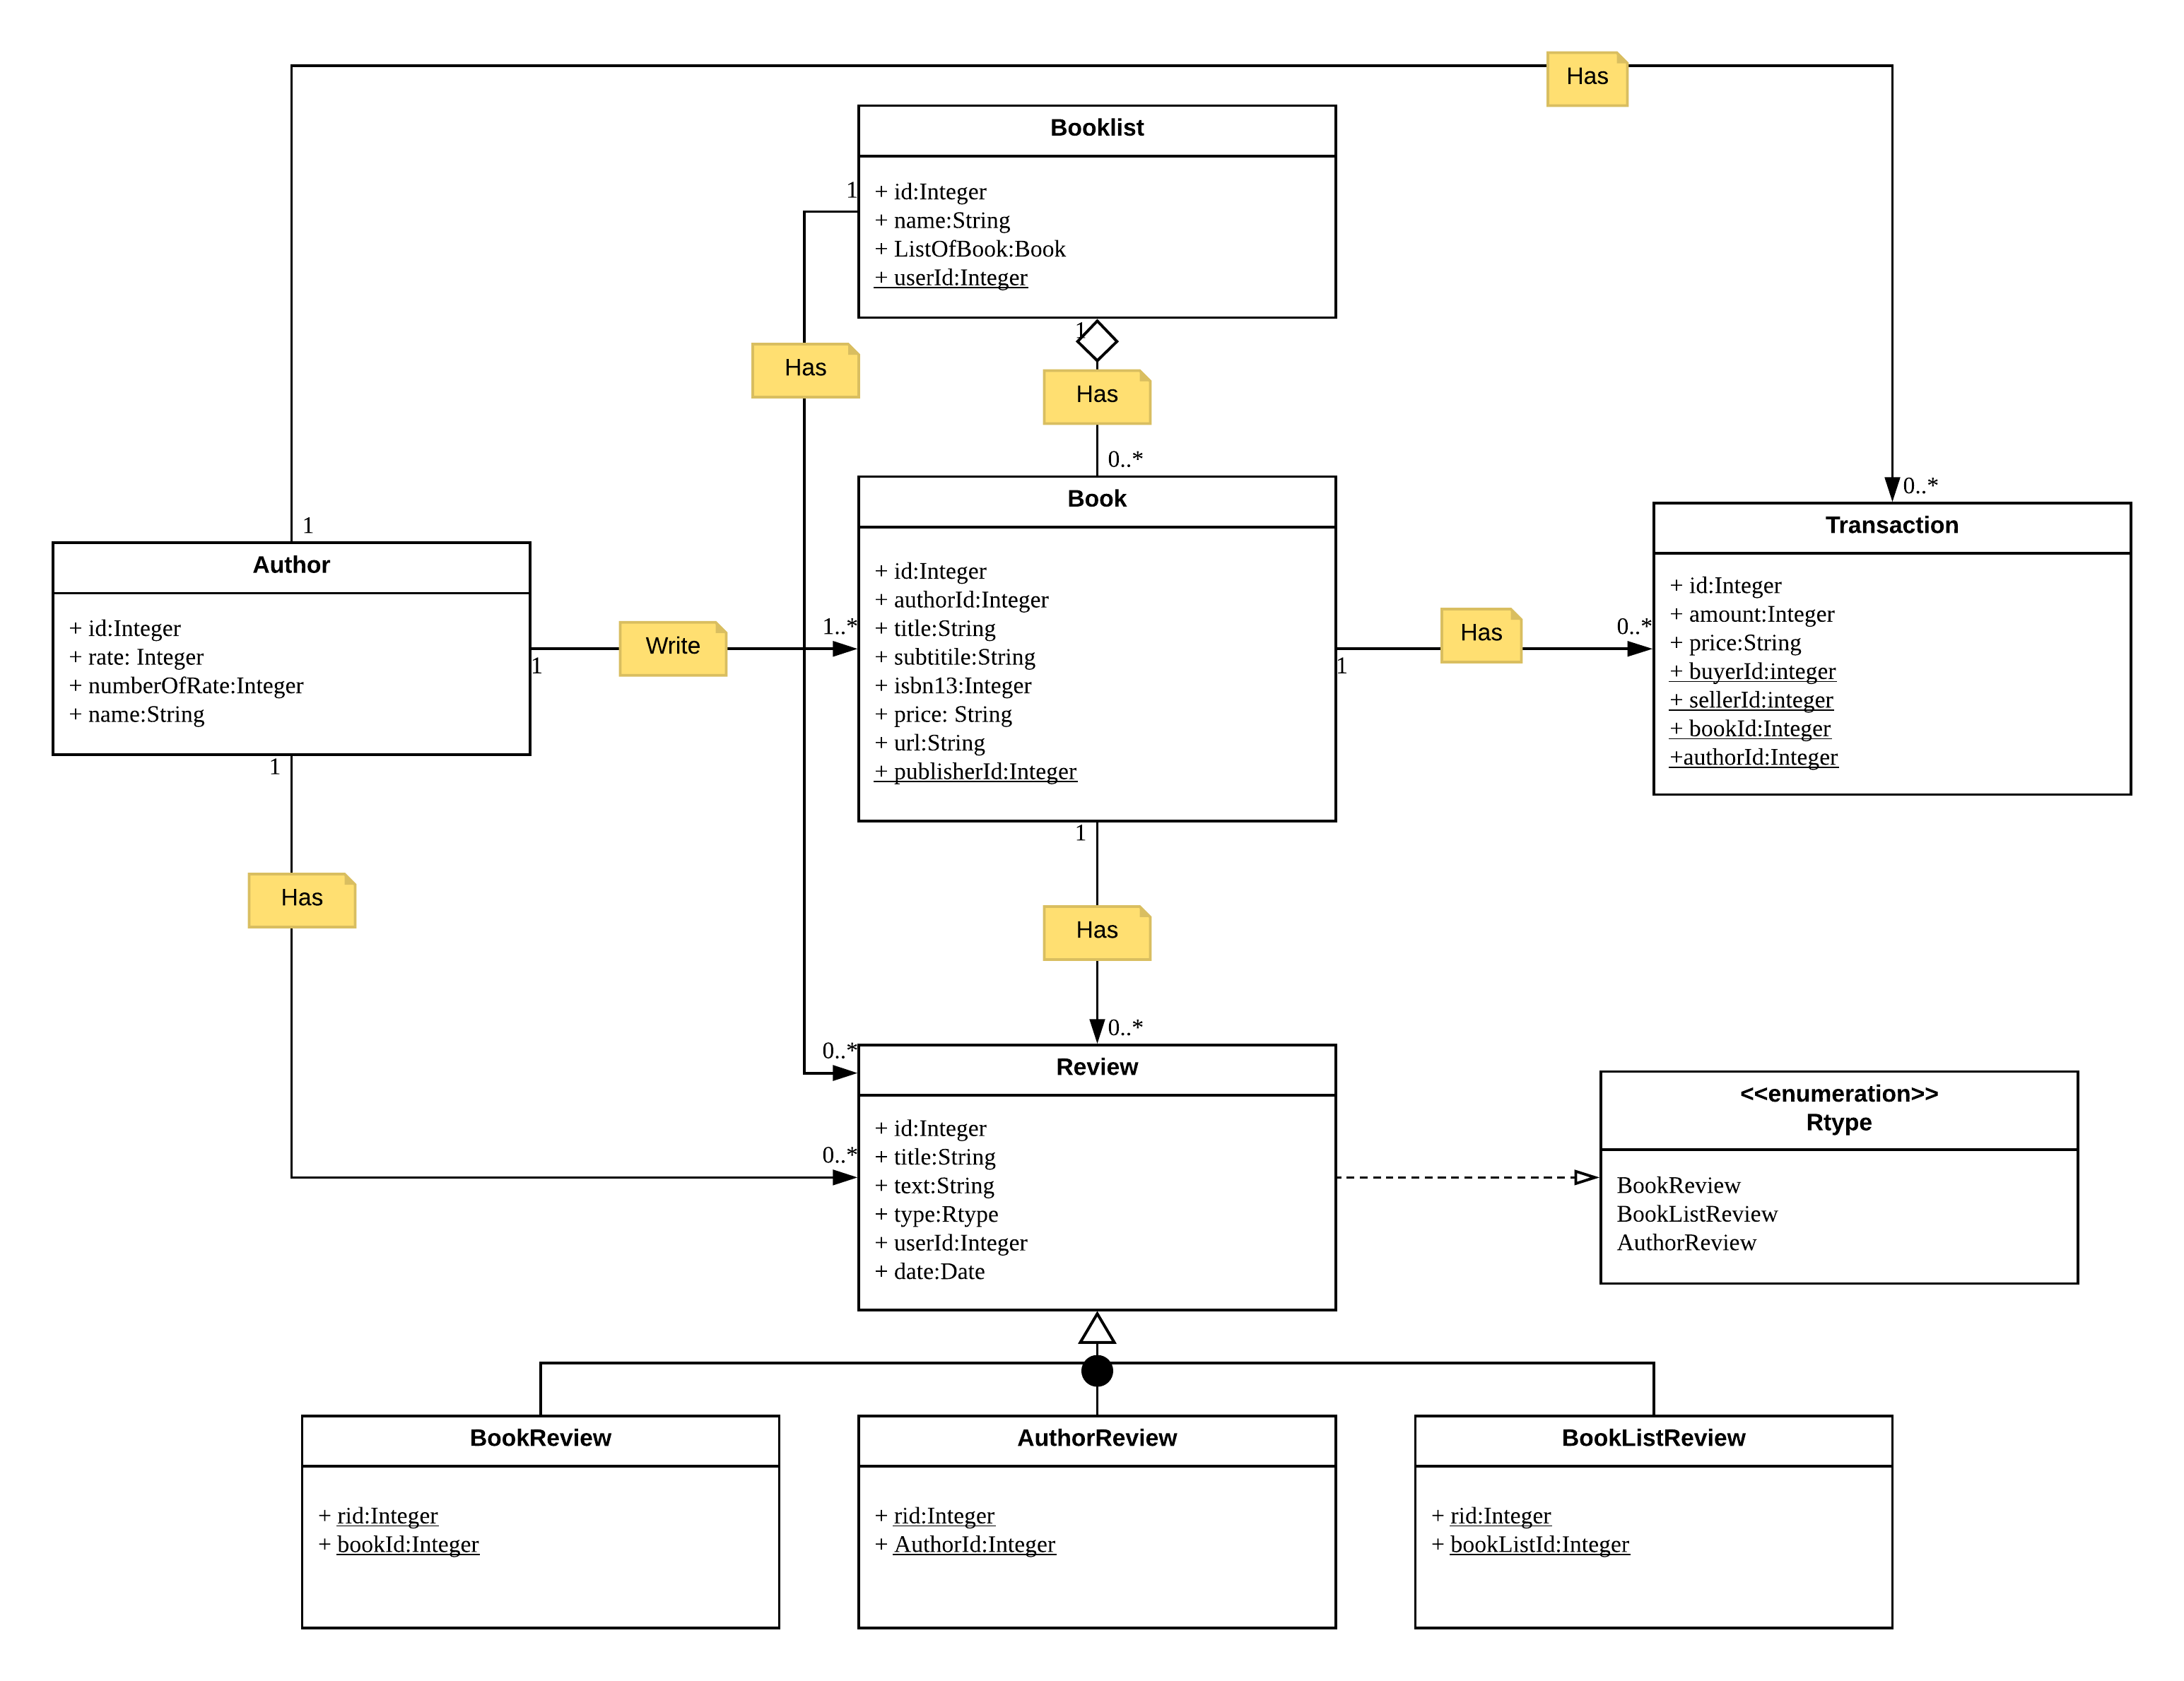 Has
Booklist
1
+ id:Integer
+ name:String
+ ListOfBook:Book
+ userId:Integer
1
Has
Has
0..*
Book
0..*
Transaction
1
Author
+ id:Integer
+ rate: Integer
+ numberOfRate:Integer
+ name:String
1
Write
1..*
+ id:Integer
+ authorId:Integer
+ title:String
+ subtitile:String
+ isbn13:Integer
+ price: String
+ url:String
+ publisherId:Integer
1
Has
0..*
+ id:Integer
+ amount:Integer
+ price:String
+ buyerId:integer
+ sellerId:integer
+ bookId:Integer
+authorId:Integer
1
Has
1
Has
0..*
0..*
0..*
Review
+ id:Integer
+ title:String
+ text:String
+ type:Rtype
+ userId:Integer
+ date:Date
<<enumeration>>
Rtype
BookReview
BookListReview
AuthorReview
BookReview
+ rid:Integer
+ bookId:Integer
AuthorReview
+ rid:Integer
+ AuthorId:Integer
BookListReview
+ rid:Integer
+ bookListId:Integer